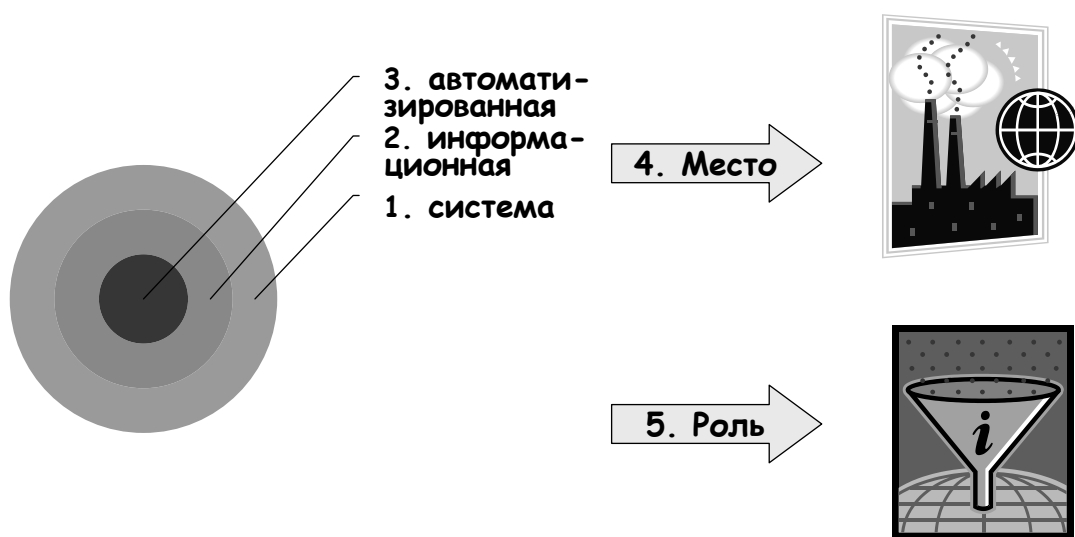 3. автомати-
зированная
2. информа-
ционная
1. система
4. Место
5. Роль
i